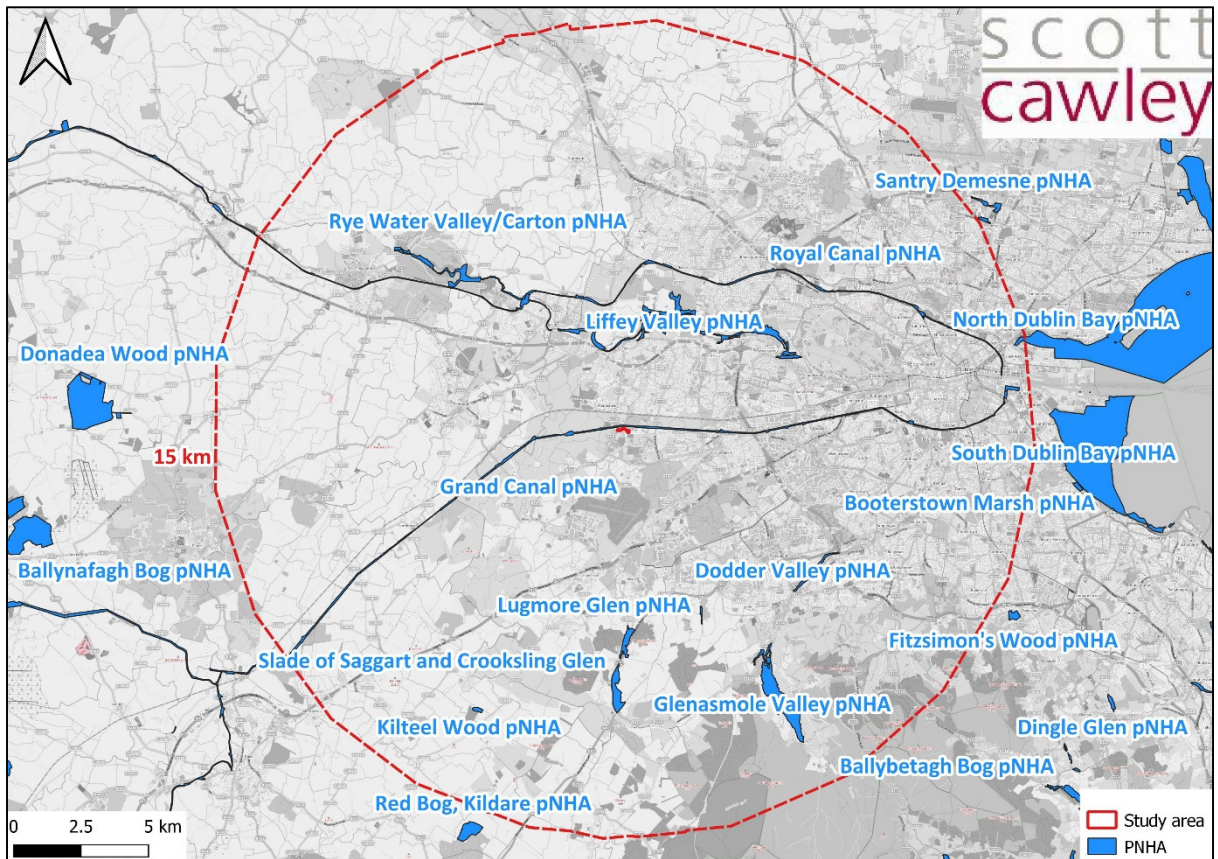 scott
cawley
Santry Demesne pNHA
Rye Water Valley/Carton pNHA
Royal Canal pNHA
Liffey Valley pNHA
North Dublin Bay pNHA
Donadea Wood pNHA
15 km
South Dublin Bay pNHA
Grand Canal pNHA
Booterstown Marsh pNHA
Ballynafagh Bog pNHA
Dodder Valley pNHA
Lugmore Glen pNHA
Fitzsimon's Wood pNHA
Slade of Saggart and Crooksling Glen
Glenasmole Valley pNHA
Kilteel Wood pNHA
Dingle Glen pNHA
Ballybetagh Bog pNHA
Red Bog, Kildare pNHA
0 2.5 5 km
Study area
PNHA